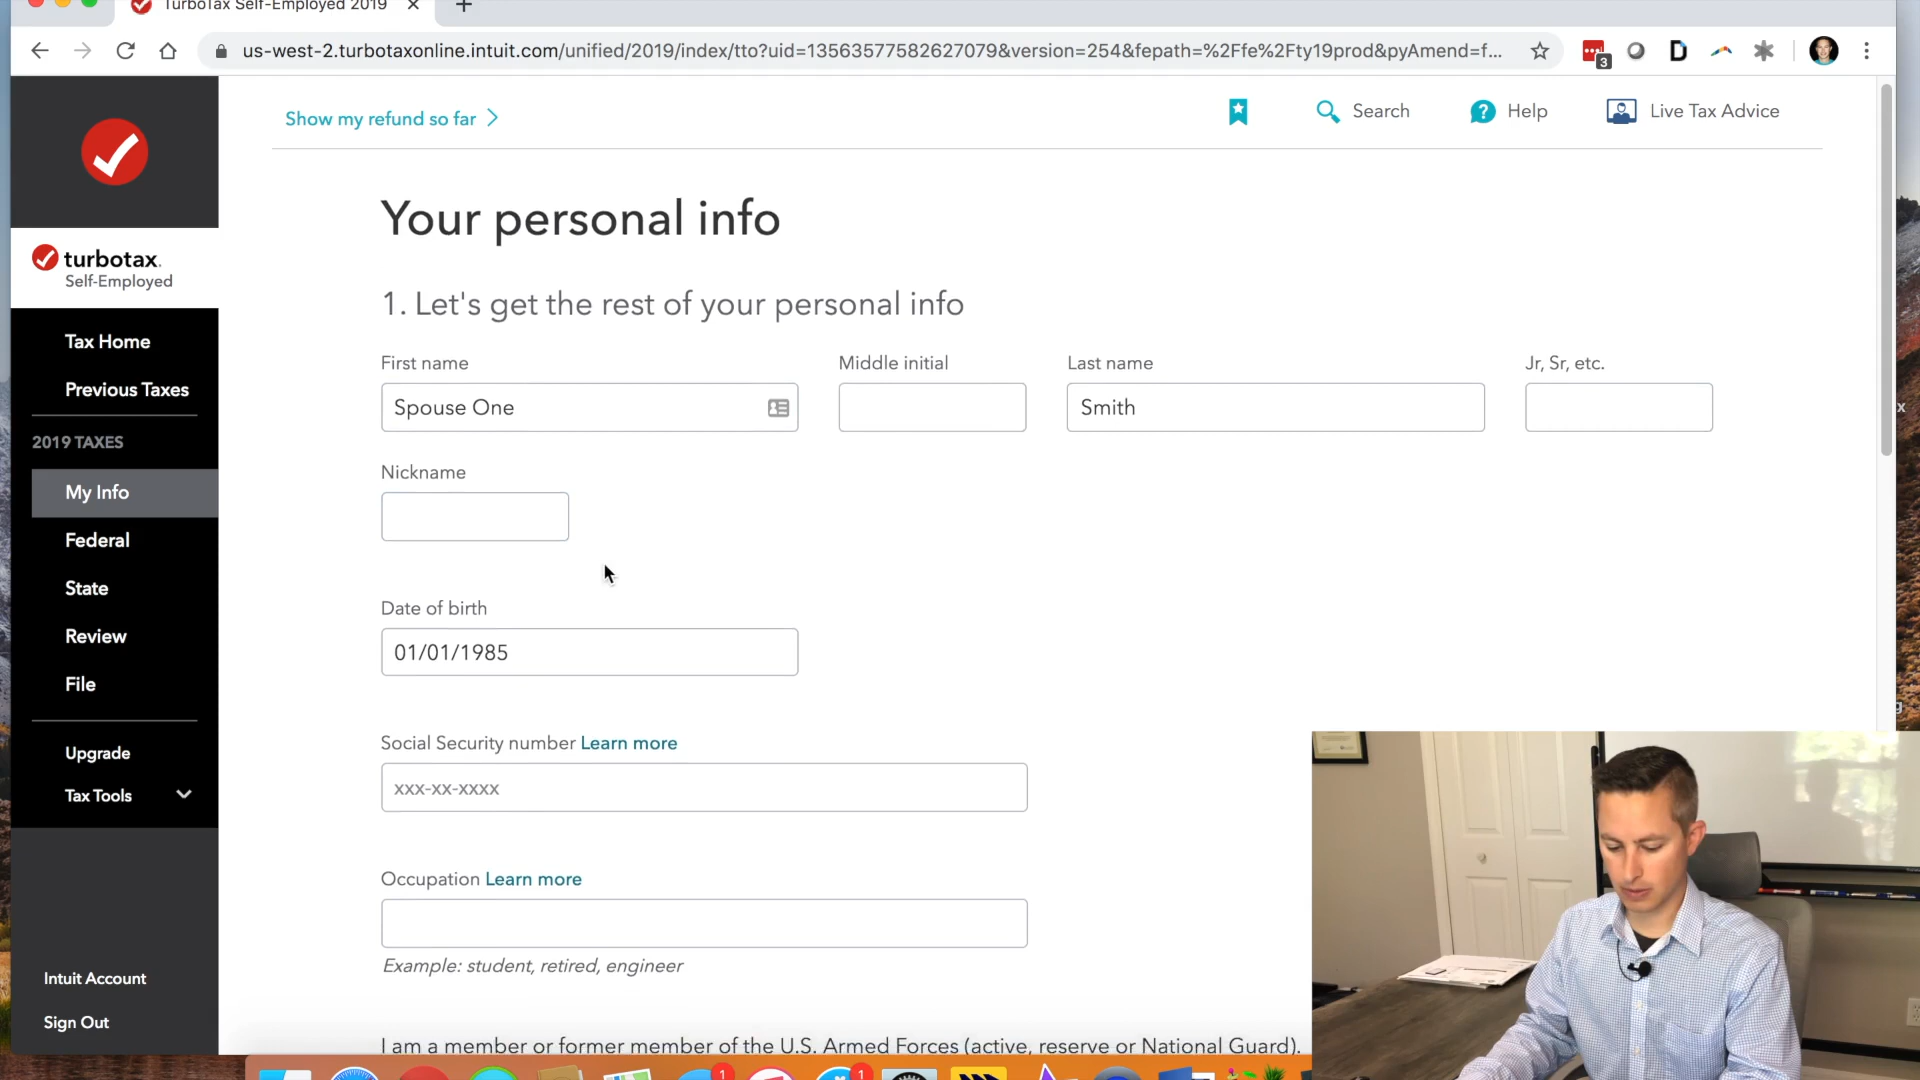 TurboTax Self-Employed 2019
us-west-2.turbotaxonline.intuit.com/unified/2019/index/tto?uid=13563577582627079&version=254&fepath=%2Ffe%2Fty19prod&pyAmend=f...
3
Show my refund so far
Search
Help
Live Tax Advice
turbotax.
Self-Employed
Tax Home
Previous Taxes
2019 TAXES
My Info
Federal
State
Review
File
Upgrade
Tax Tools
Intuit Account
Sign Out
Your personal info
1. Let's get the rest of your personal info
First name
Middle initial
Last name
Jr, Sr, etc.
Spouse One
Smith
Nickname
Date of birth
01/01/1985
Social Security number Learn more
xxx-xx-xxxx
Occupation Learn more
Example: student, retired, engineer
I am a member or former member of the U.S. Armed Forces (active, reserve or National Guard).
1
1